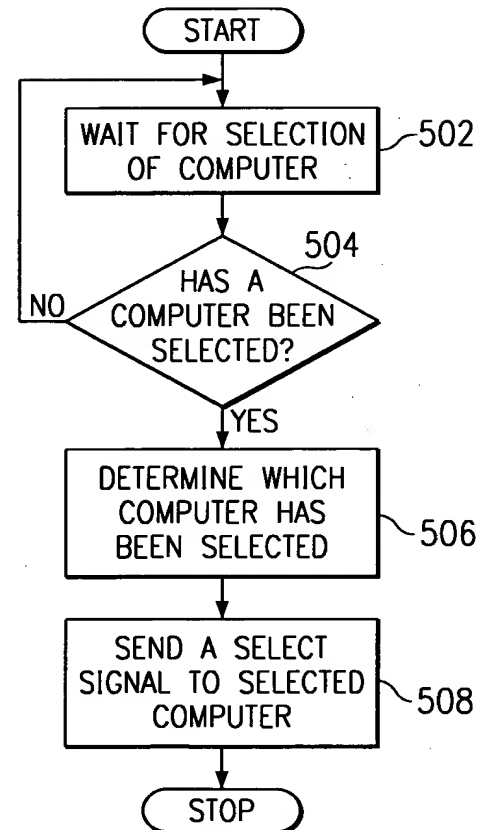 START
WAIT FOR SELECTION
OF COMPUTER
502
504
HAS A
COMPUTER BEEN
SELECTED?
NO
YES
DETERMINE WHICH
COMPUTER HAS
BEEN SELECTED
506
SEND A SELECT
SIGNAL TO SELECTED
COMPUTER
508
STOP